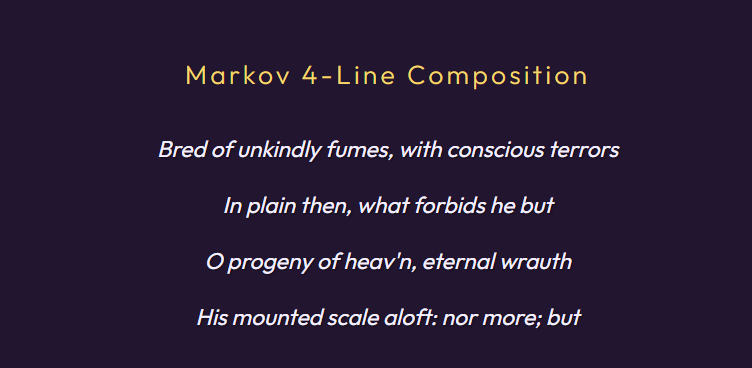 Markov 4-Line Composition
Bred of unkindly fumes, with conscious terrors
In plain then, what forbids he but
O progeny of heav'n, eternal wrauth
His mounted scale aloft: nor more; but